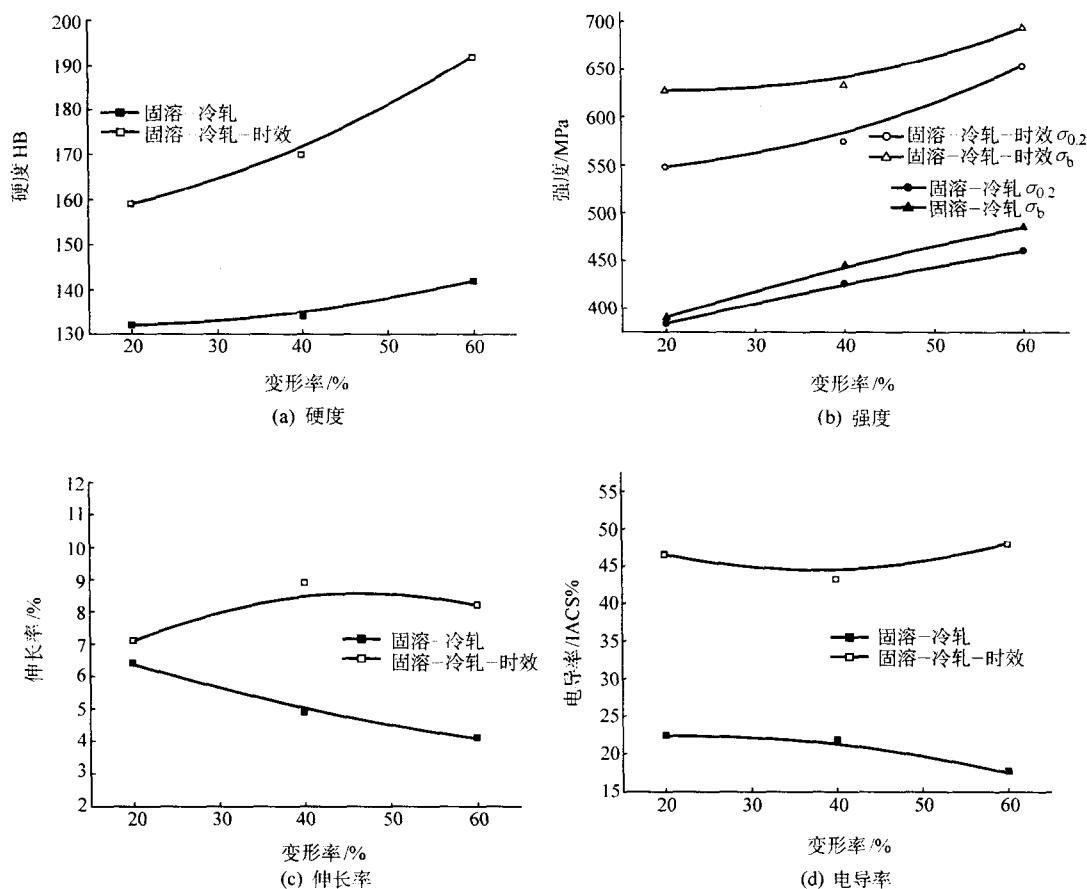 200
190
180
170
160
150
140
130
硬度 HB
固溶-冷轧
固溶-冷轧-时效
20 30 40 50 60
变形率/%
(a) 硬度
700
650
600
550
500
450
400
强度/MPa
固溶-冷轧-时效σ0.2
固溶-冷轧-时效σb
固溶-冷轧σ0.2
固溶-冷轧σb
20 30 40 50 60
变形率/%
(b) 强度
12
11
10
9
8
7
6
5
4
3
2
伸长率/%
固溶-冷轧
固溶-冷轧-时效
20 30 40 50 60
变形率/%
(c) 伸长率
55
50
45
40
35
30
25
20
15
电导率/IACS%
固溶-冷轧
固溶-冷轧-时效
20 30 40 50 60
变形率/%
(d) 电导率